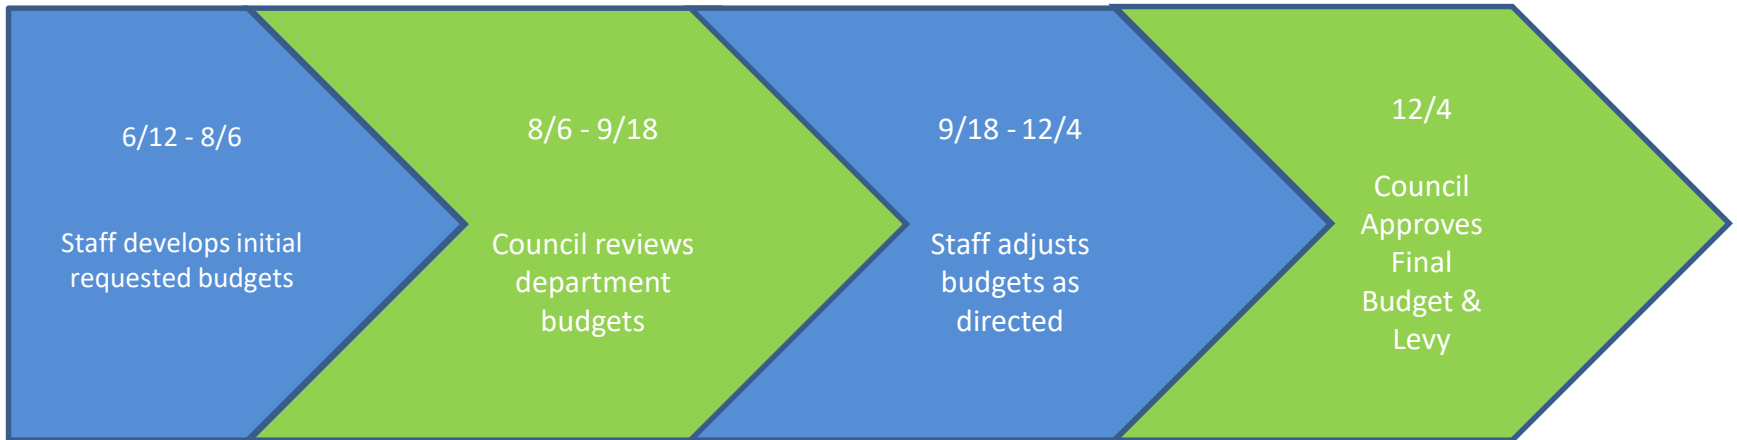 6/12 - 8/6
Staff develops initial
requested budgets
8/6 - 9/18
Council reviews
department
budgets
9/18 - 12/4
Staff adjusts
budgets as
directed
12/4
Council
Approves
Final
Budget &
Levy